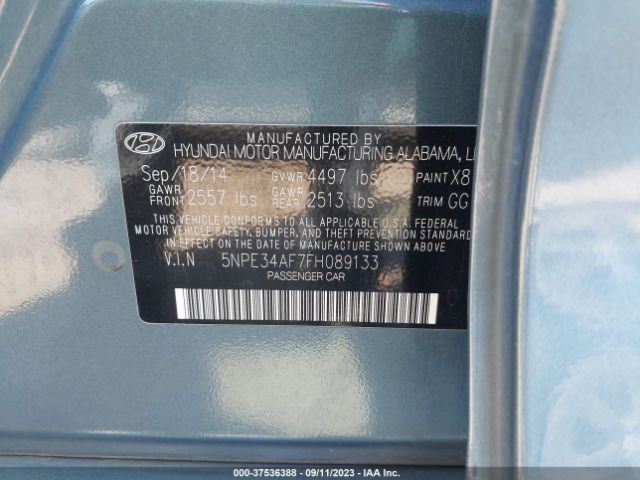 MANUFACTURED BY
HYUNDAI MOTOR MANUFACTURING ALABAMA,
Sep/18/14 GVWR 4497 lbs PAINT X8
GAWR FRONT 2557 lbs GAWR REAR 2513 lbs TRIM GG
THIS VEHICLE CONFORMS TO ALL APPLICABLE U.S.A. FEDERAL
MOTOR VEHICLE SAFETY, BUMPER, AND THEFT PREVENTION
STANDARDS IN EFFECT ON THE DATE OF MANUFACTURE SHOWN ABOVE.
V.I.N 5NPE34AF7FH089133
PASSENGER CAR
000-37536388 - 09/11/2023 - IAA Inc.